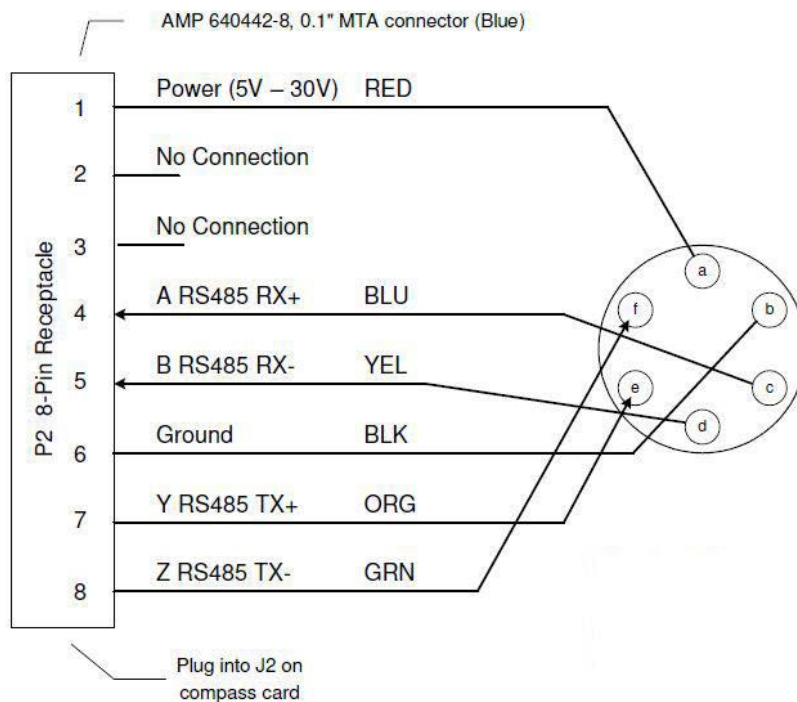 AMP 640442-8, 0.1" MTA connector (Blue)
P2 8-Pin Receptacle
1 Power (5V – 30V) RED
2 No Connection
3 No Connection
4 A RS485 RX+ BLU
5 B RS485 RX- YEL
6 Ground BLK
7 Y RS485 TX+ ORG
8 Z RS485 TX- GRN
a
f b
e c
d
Plug into J2 on
compass card